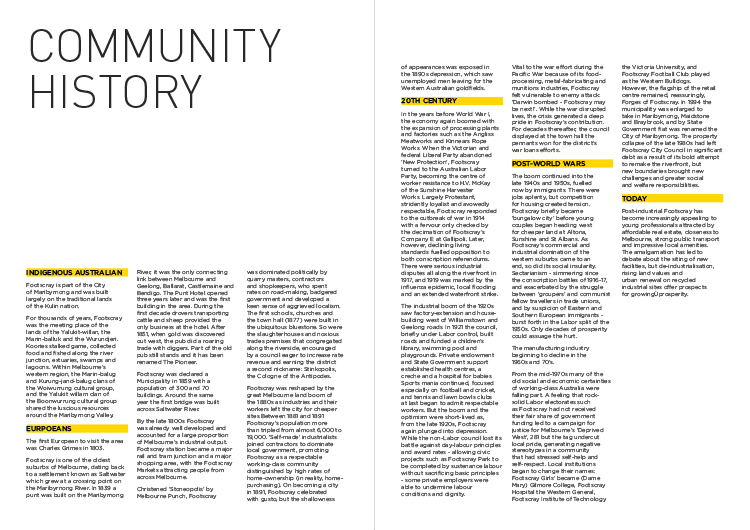 COMMUNITY
HISTORY
INDIGENOUS AUSTRALIAN
Footscray is part of the City
of Maribyrnong and was built
largely on the traditional lands
of the Kulin nation.
For thousands of years, Footscray
was the meeting place of the
lands of the Yalukit-willan, the
Marin-balluk and the Wurundjeri.
Koories stalked game, collected
food and fished along the river
junction, estuaries, swamps and
lagoons. Within Melbourne's
western region, the Marin-balug
and Kurung-jang-balug clans of
the Woiwurrung cultural group,
and the Yalukit willam clan of
the Boonwurrung cultural group
shared the luscious resources
around the Maribyrnong Valley.
EURPOEANS
The first European to visit the area
was Charles Grimes in 1803.
Footscray is one of the oldest
suburbs of Melbourne, dating back
to a settlement known as Saltwater
which grew at a crossing point on
the Maribyrnong River. In 1839 a
punt was built on the Maribyrnong
River; it was the only connecting
link between Melbourne and
Geelong, Ballarat, Castlemaine and
Bendigo. The Punt Hotel opened
three years later and was the first
building in the area. During the
first decade drovers transporting
cattle and sheep provided the
only business at the hotel. After
1851, when gold was discovered
out west, the pub did a roaring
trade with diggers. Part of the old
pub still stands and it has been
renamed The Pioneer.
Footscray was declared a
Municipality in 1859 with a
population of 300 and 70
buildings. Around the same
year the first bridge was built
across Saltwater River.
By the late 1800s Footscray
was already well developed and
accounted for a large proportion
of Melbourne's industrial output.
Footscray station became a major
rail and tram junction and a major
shopping area, with the Footscray
Markets attracting people from
across Melbourne.
Christened 'Stoneopolis' by
Melbourne Punch, Footscray
was dominated politically by
quarry masters, contractors
and shopkeepers, who spent
rates on road-making, badgered
government and developed a
keen sense of aggrieved localism.
The first schools, churches and
the town hall (1877) were built in
the ubiquitous bluestone. So were
the slaughterhouses and noxious
trades premises that congregated
along the riverside, encouraged
by a council eager to increase rate
revenue and earning the district
a second nickname: Stinkopolis,
the Cologne of the Antipodes.
Footscray was reshaped by the
great Melbourne land boom of
the 1880s as industries and their
workers left the city for cheaper
sites Between 1881 and 1891
Footscray's population more
than tripled from almost 6,000 to
19,000. 'Self-made' industrialists
joined contractors to dominate
local government, promoting
Footscray as a repectable
working-class community
distinguished by high rates of
home-ownership (in reality, home-
purchasing). On becoming a city
in 1891, Footscray celebrated
with gusto, but the shallowness
of appearances was exposed in
the 1890s depression, which saw
unemployed men leaving for the
Western Australian goldfields.
20TH CENTURY
In the years before World War I,
the economy again boomed with
the expansion of processing plants
and factories such as the Angliss
Meatworks and Kinnears Rope
Works When the Victorian and
federal Liberal Party abandoned
'New Protection', Footscray
turned to the Australian Labor
Party, becoming the centre of
worker resistance to H.V. McKay
of the Sunshine Harvester
Works Largely Protestant,
stridently loyalist and avowedly
respectable, Footscray responded
to the outbreak of war in 1914
with a fervour only checked by
the decimation of Footscray's
Company B at Gallipoli. Later,
however, declining living
standards fuelled opposition to
both conscription referendums.
There were serious industrial
disputes all along the riverfront in
1917, and 1919 was marked by the
influenza epidemic, local flooding
and an extended waterfront strike.
The industrial boom of the 1920s
saw factory-extension and house-
building west of Williamstown and
Geelong roads. In 1921 the council,
briefly under Labor control, built
roads and funded a children's
library, swimming pool and
playgrounds. Private endowment
and State Government support
established health centres, a
creche and a hospital for babies
Sports mania continued, focused
especially on football and cricket,
and tennis and lawn bowls clubs
at last began to admit respectable
workers. But the boom and the
optimism were short-lived as,
from the late 1920s, Footscray
again plunged into depression.
While the non-Labor council lost its
battle against day-labour principles
and award rates - allowing civic
projects such as Footscray Park to
be completed by sustenance labour
without sacrificing basic principles
- some private employers were
able to undermine labour
conditions and dignity.
Vital to the war effort during the
Pacific War because of its food-
processing, metal-fabricating and
munitions industries, Footscray
felt vulnerable to enemy attack:
'Darwin bombed - Footscray may
be next!'. While the war disrupted
lives, the crisis generated a deep
pride in Footscray's contribution.
For decades thereafter, the council
displayed at the town hall the
pennants won for the district's
war loans efforts.
POST-WORLD WARS
The boom continued into the
late 1940s and 1950s, fuelled
now by immigrants There were
jobs aplenty, but competition
for housing created tension.
Footscray briefly became
'bungalow city' before young
couples began heading west
for cheaper land at Altona,
Sunshine and St Albans. As
Footscray's commercial and
industrial domination of the
western suburbs came to an
end, so did its social insularity.
Sectarianism - simmering since
the conscription battles of 1916-17,
and exacerbated by the struggle
between 'groupers' and communist
fellow travellers in trade unions,
and by suspicion of Eastern and
Southern European immigrants -
burst forth in the Labor split of the
1950s. Only decades of prosperity
could assuage the hurt.
The manufacturing industry
beginning to decline in the
1960s and 70's.
From the mid-1970s many of the
old social and economic certainties
of working-class Australia were
falling part. A feeling that rock-
solid Labor electorates such
as Footscray had not received
their fair share of government
funding led to a campaign for
justice for Melbourne's 'Deprived
West', 281 but the tag undercut
local pride, generating negative
stereotypes in a community
that had stressed self-help and
self-respect. Local institutions
began to change their names:
Footscray Girls' became (Dame
Mary) Gilmore College, Footscray
Hospital the Western General,
Footscray Institute of Technology
the Victoria University, and
Footscray Football Club played
as the Western Bulldogs.
However, the flagship of the retail
centre remained, reassuringly,
Forges of Footscray. In 1994 the
municipality was enlarged to
take in Maribyrnong, Maidstone
and Braybrook, and by State
Government fiat was renamed the
City of Maribyrnong. The property
collapse of the late 1980s had left
Footscray City Council in significant
debt as a result of its bold attempt
to remake the riverfront, but
new boundaries brought new
challenges and greater social
and welfare responsibilities.
TODAY
Post-industrial Footscray has
become increasingly appealing to
young professionals attracted by
affordable real estate, closeness to
Melbourne, strong public transport
and impressive local amenities.
The amalgamation has led to
debate about the siting of new
facilities, but de-industrialisation,
rising land values and
urban renewal on recycled
industrial sites offer prospects
for growing prosperity.